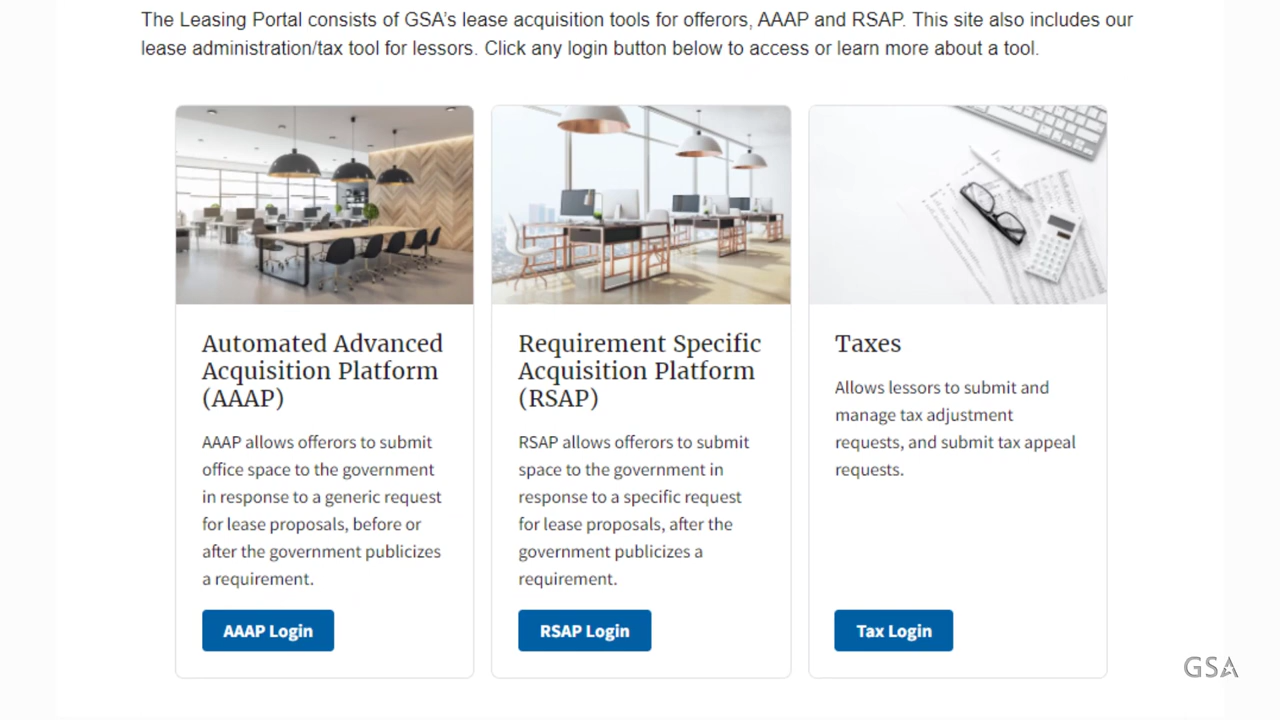 The Leasing Portal consists of GSA’s lease acquisition tools for offerors, AAAP and RSAP. This site also includes our
lease administration/tax tool for lessors. Click any login button below to access or learn more about a tool.
Automated Advanced
Acquisition Platform
(AAAP)
AAAP allows offerors to submit
office space to the government
in response to a generic request
for lease proposals, before or
after the government publicizes
a requirement.
AAAP Login
Requirement Specific
Acquisition Platform
(RSAP)
RSAP allows offerors to submit
space to the government in
response to a specific request
for lease proposals, after the
government publicizes a
requirement.
RSAP Login
Taxes
Allows lessors to submit and
manage tax adjustment
requests, and submit tax appeal
requests.
Tax Login
GSA